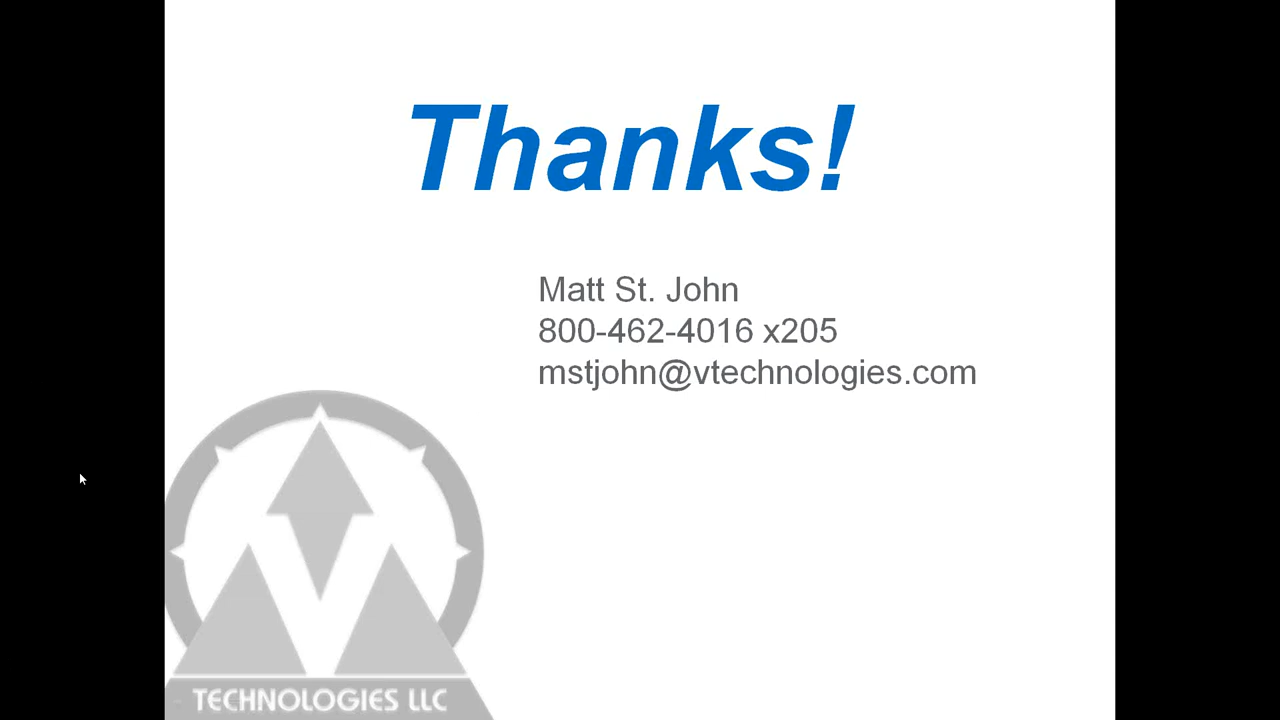 Thanks!
Matt St. John
800-462-4016 x205
mstjohn@vtechnologies.com
TECHNOLOGIES LLC